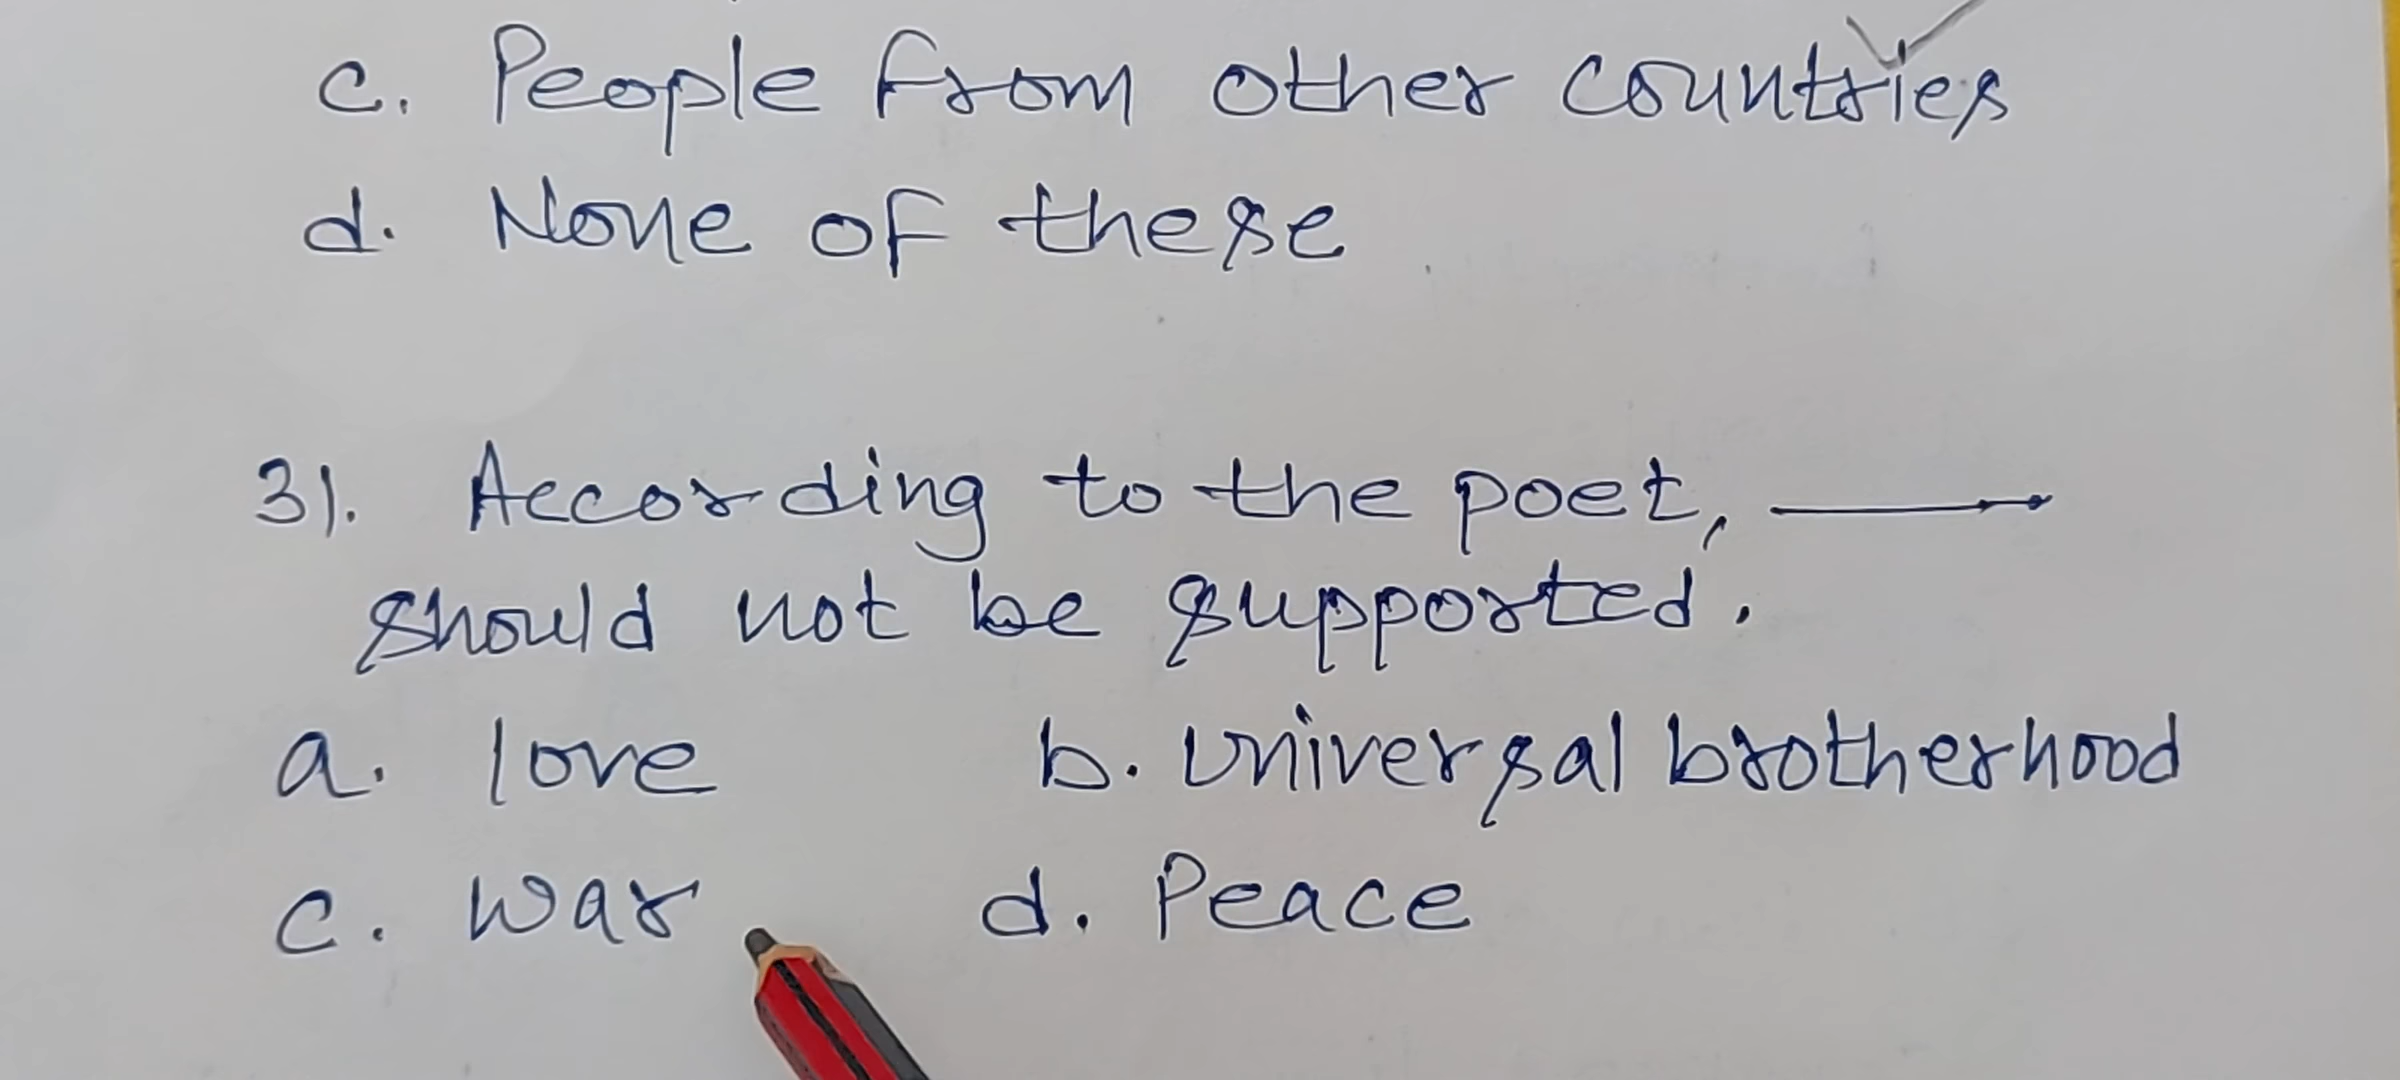 c. People from other countries
d. None of these
31. According to the poet, ———
should not be supported.
a. love b. Universal brotherhood
c. war d. Peace